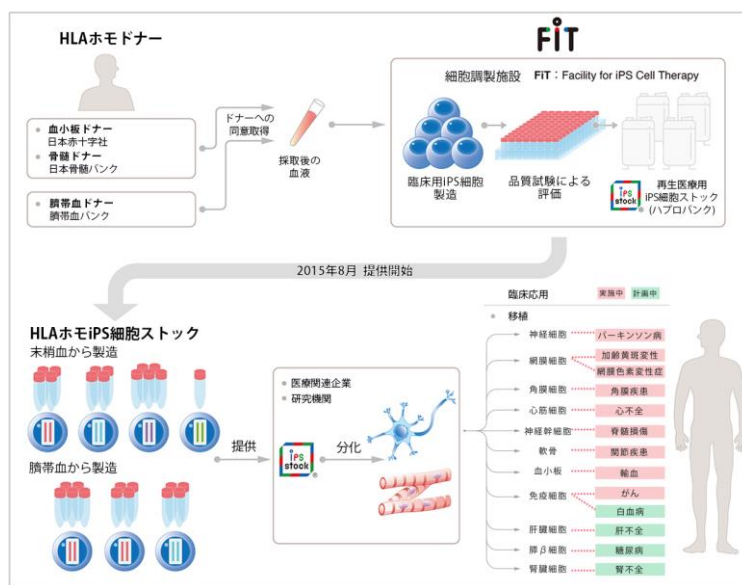 HLAホモドナー
血小板ドナー
日本赤十字社
骨髄ドナー
日本骨髄バンク
臍帯血ドナー
臍帯血バンク
ドナーへの
同意取得
採取後の
血液
FiT
細胞調製施設 FiT：Facility for iPS Cell Therapy
臨床用iPS細胞
製造
品質試験による
評価
iPS
stock
再生医療用
iPS細胞ストック
(ハプロバンク)
2015年8月 提供開始
HLAホモiPS細胞ストック
末梢血から製造
臍帯血から製造
提供
医療関連企業
研究機関
iPS
stock
分化
臨床応用 実施中 計画中
移植
神経細胞 パーキンソン病
網膜細胞 加齢黄斑変性
網膜色素変性症
角膜細胞 角膜疾患
心筋細胞 心不全
神経幹細胞 脊髄損傷
軟骨 関節疾患
血小板 輸血
免疫細胞 がん
白血病
肝臓細胞 肝不全
膵β細胞 糖尿病
腎臓細胞 腎不全